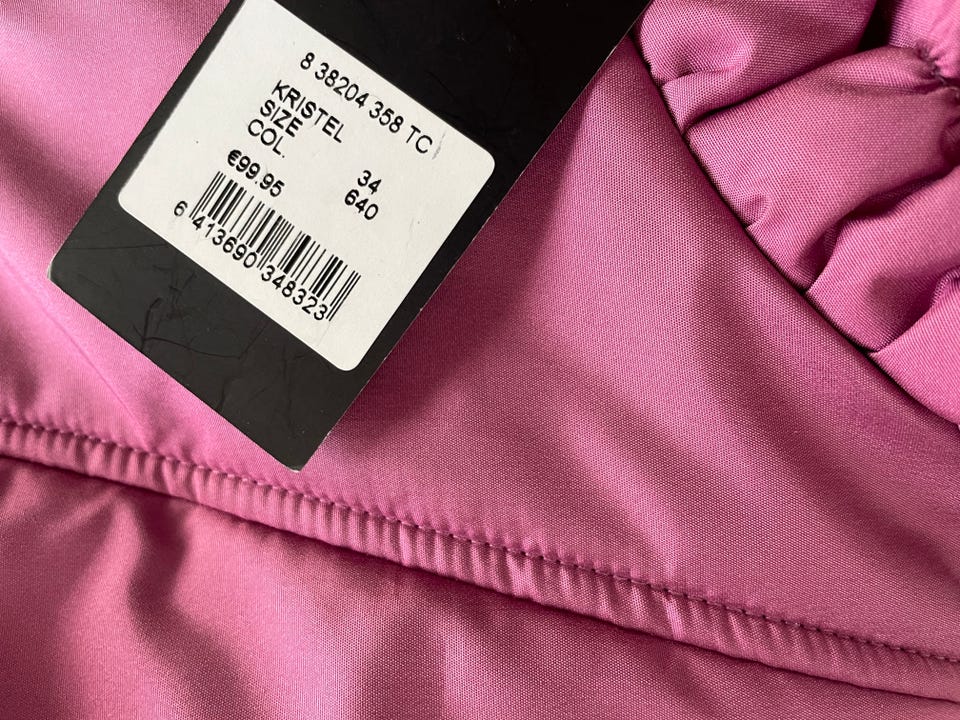 8 38204 358 TC
KRISTEL
SIZE 34
COL. 640
€99.95
6 413690 348323